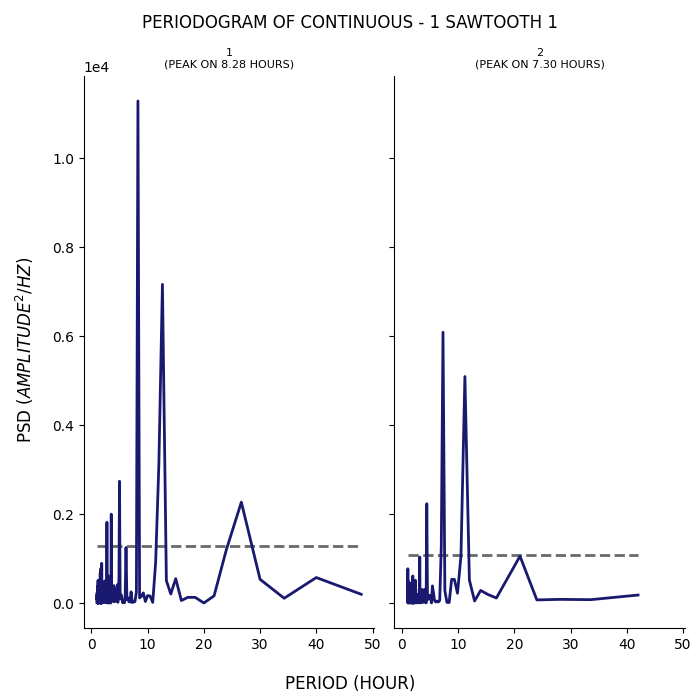 PERIODOGRAM OF CONTINUOUS - 1 SAWTOOTH 1
1
(PEAK ON 8.28 HOURS)
2
(PEAK ON 7.30 HOURS)
1e4
1.0
0.8
0.6
0.4
0.2
0.0
PSD (AMPLITUDE²/HZ)
0 10 20 30 40 50
0 10 20 30 40 50
PERIOD (HOUR)